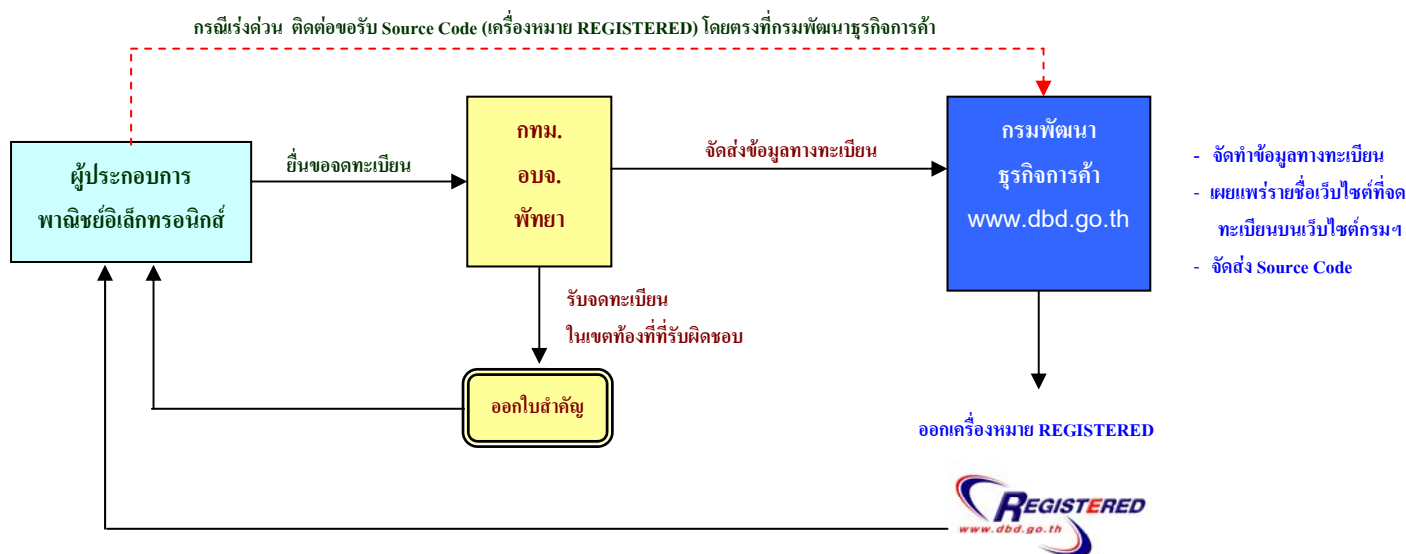 กรณีเร่งด่วน ติดต่อขอรับ Source Code (เครื่องหมาย REGISTERED) โดยตรงที่กรมพัฒนาธุรกิจการค้า
ผู้ประกอบการ
พาณิชย์อิเล็กทรอนิกส์
ยื่นขอจดทะเบียน
กทม.
อบจ.
พัทยา
จัดส่งข้อมูลทางทะเบียน
กรมพัฒนา
ธุรกิจการค้า
www.dbd.go.th
- จัดทำข้อมูลทางทะเบียน
- เผยแพร่รายชื่อเว็บไซต์ที่จด
ทะเบียนบนเว็บไซต์กรมฯ
- จัดส่ง Source Code
รับจดทะเบียน
ในเขตท้องที่ที่รับผิดชอบ
ออกใบสำคัญ
ออกเครื่องหมาย REGISTERED
REGISTERED
www.dbd.go.th